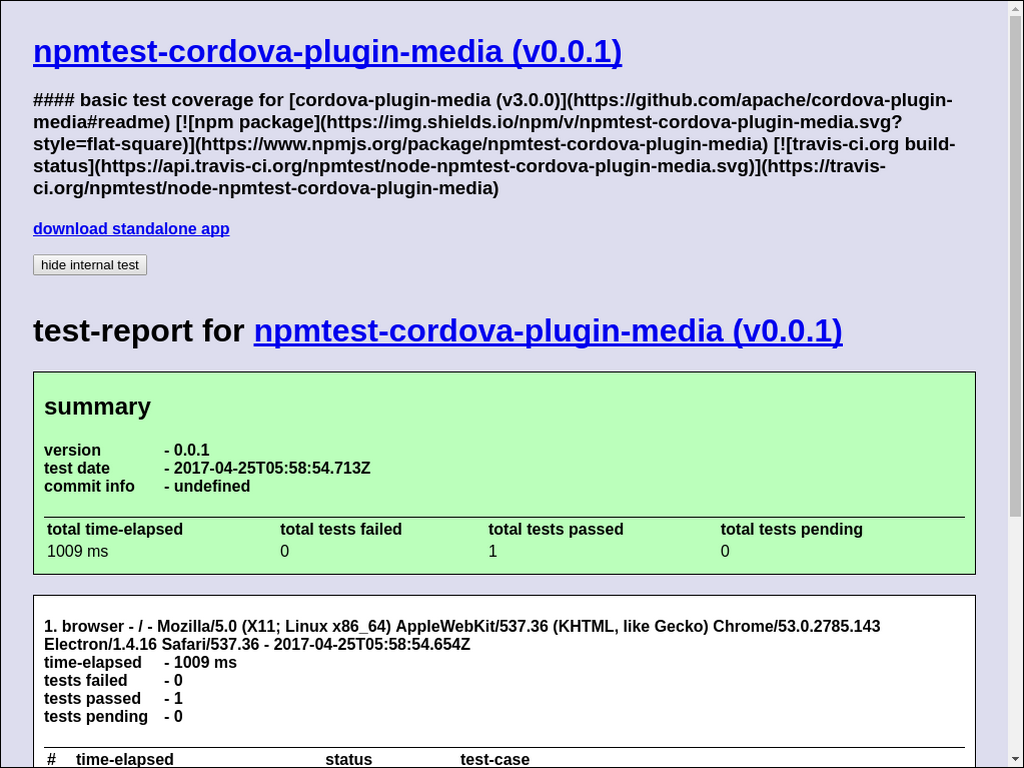 npmtest-cordova-plugin-media (v0.0.1)
#### basic test coverage for [cordova-plugin-media (v3.0.0)](https://github.com/apache/cordova-plugin-
media#readme) [![npm package](https://img.shields.io/npm/v/npmtest-cordova-plugin-media.svg?
style=flat-square)](https://www.npmjs.org/package/npmtest-cordova-plugin-media) [![travis-ci.org build-
status](https://api.travis-ci.org/npmtest/node-npmtest-cordova-plugin-media.svg)](https://travis-
ci.org/npmtest/node-npmtest-cordova-plugin-media)
download standalone app
hide internal test
test-report for npmtest-cordova-plugin-media (v0.0.1)
summary
version - 0.0.1
test date - 2017-04-25T05:58:54.713Z
commit info - undefined
total time-elapsed total tests failed total tests passed total tests pending
1009 ms 0 1 0
1. browser - / - Mozilla/5.0 (X11; Linux x86_64) AppleWebKit/537.36 (KHTML, like Gecko) Chrome/53.0.2785.143
Electron/1.4.16 Safari/537.36 - 2017-04-25T05:58:54.654Z
time-elapsed - 1009 ms
tests failed - 0
tests passed - 1
tests pending - 0
# time-elapsed status test-case